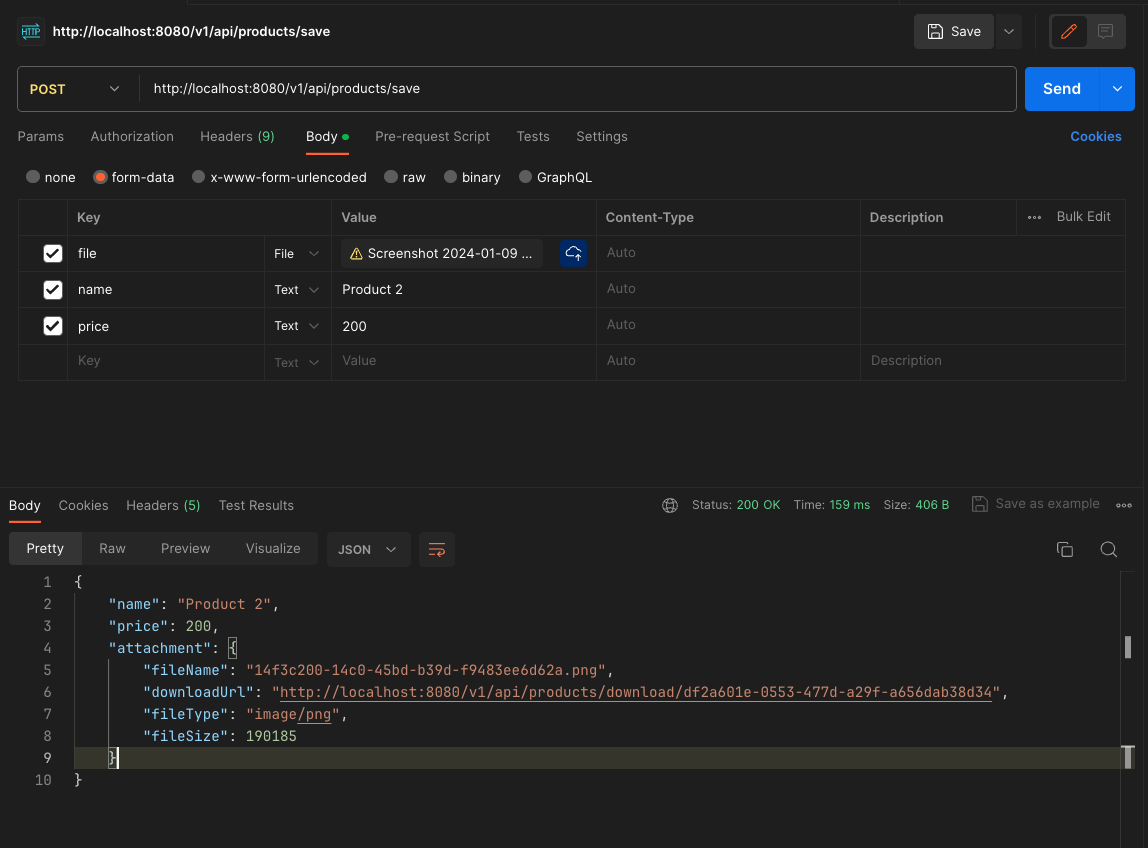 HTTP http://localhost:8080/v1/api/products/save Save
POST http://localhost:8080/v1/api/products/save Send
Params Authorization Headers (9) Body Pre-request Script Tests Settings Cookies
none form-data x-www-form-urlencoded raw binary GraphQL
Key Value Content-Type Description ••• Bulk Edit
file File Screenshot 2024-01-09 ... Auto
name Text Product 2 Auto
price Text 200 Auto
Key Text Value Auto Description
Body Cookies Headers (5) Test Results Status: 200 OK Time: 159 ms Size: 406 B Save as example
Pretty Raw Preview Visualize JSON
1 {
2 "name": "Product 2",
3 "price": 200,
4 "attachment": {
5 "fileName": "14f3c200-14c0-45bd-b39d-f9483ee6d62a.png",
6 "downloadUrl": "http://localhost:8080/v1/api/products/download/df2a601e-0553-477d-a29f-a656dab38d34",
7 "fileType": "image/png",
8 "fileSize": 190185
9 }
10 }